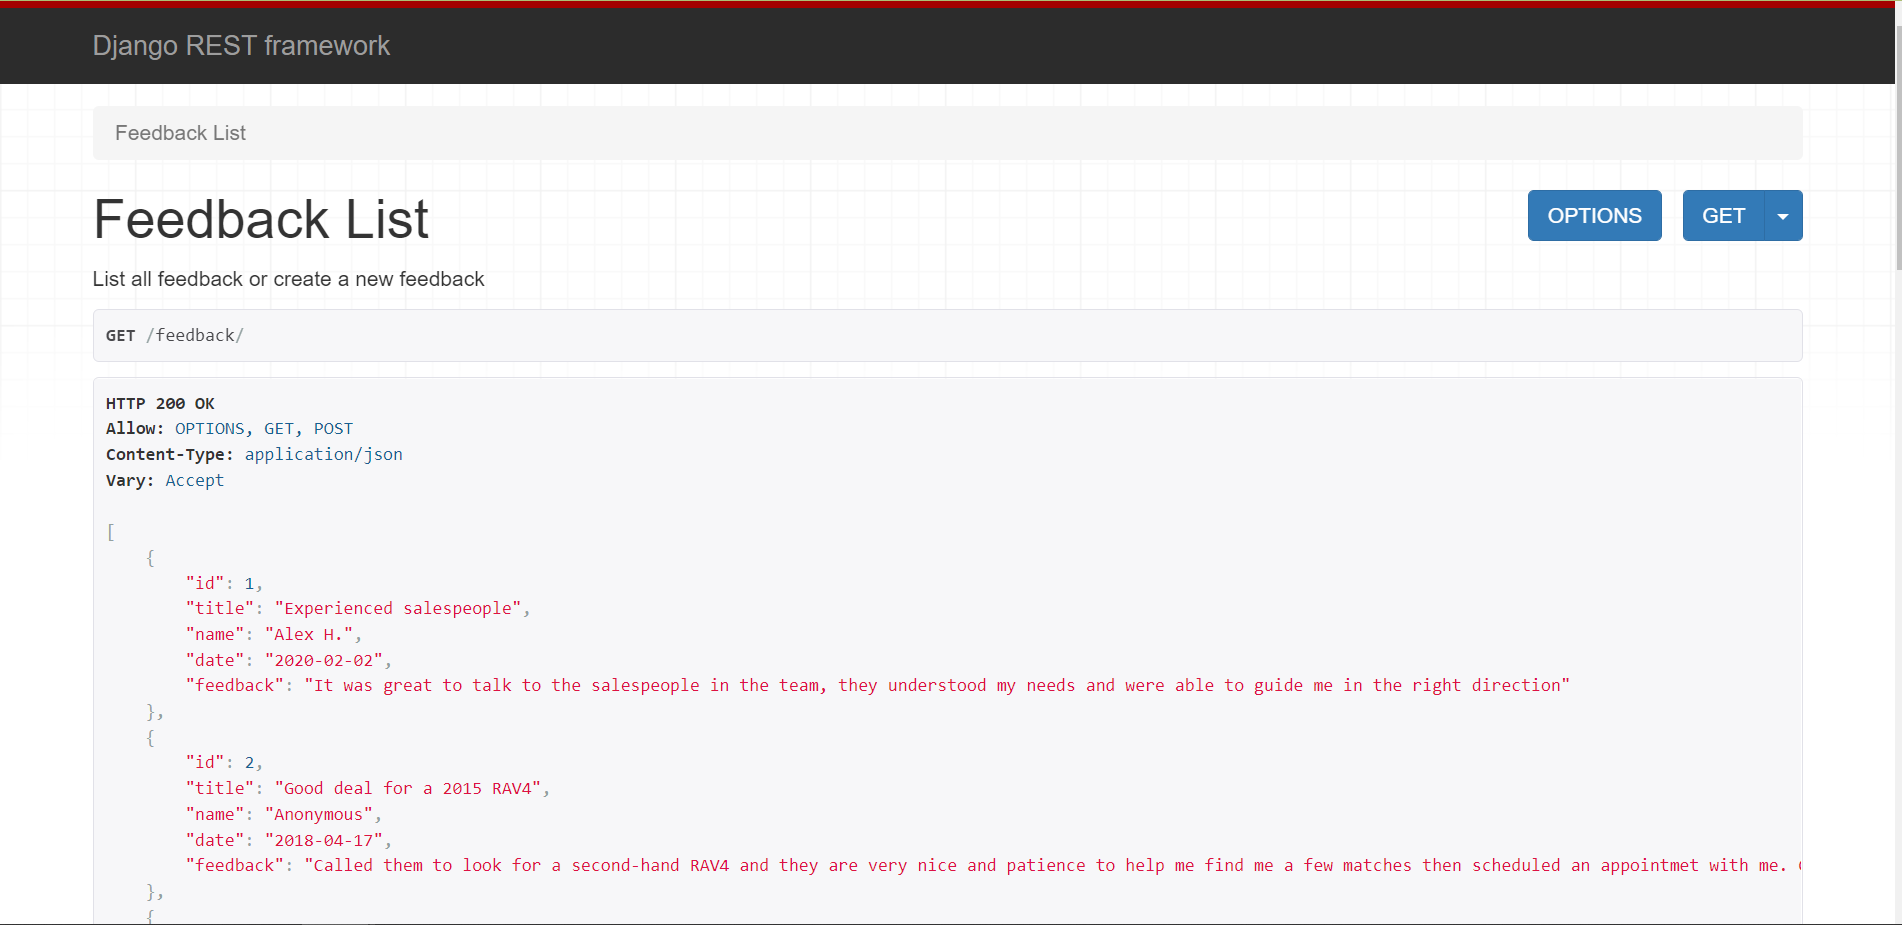 Django REST framework
Feedback List
Feedback List
OPTIONS
GET
List all feedback or create a new feedback
GET /feedback/
HTTP 200 OK
Allow: OPTIONS, GET, POST
Content-Type: application/json
Vary: Accept
[
{
"id": 1,
"title": "Experienced salespeople",
"name": "Alex H.",
"date": "2020-02-02",
"feedback": "It was great to talk to the salespeople in the team, they understood my needs and were able to guide me in the right direction"
},
{
"id": 2,
"title": "Good deal for a 2015 RAV4",
"name": "Anonymous",
"date": "2018-04-17",
"feedback": "Called them to look for a second-hand RAV4 and they are very nice and patience to help me find me a few matches then scheduled an appointmet with me.
},
{